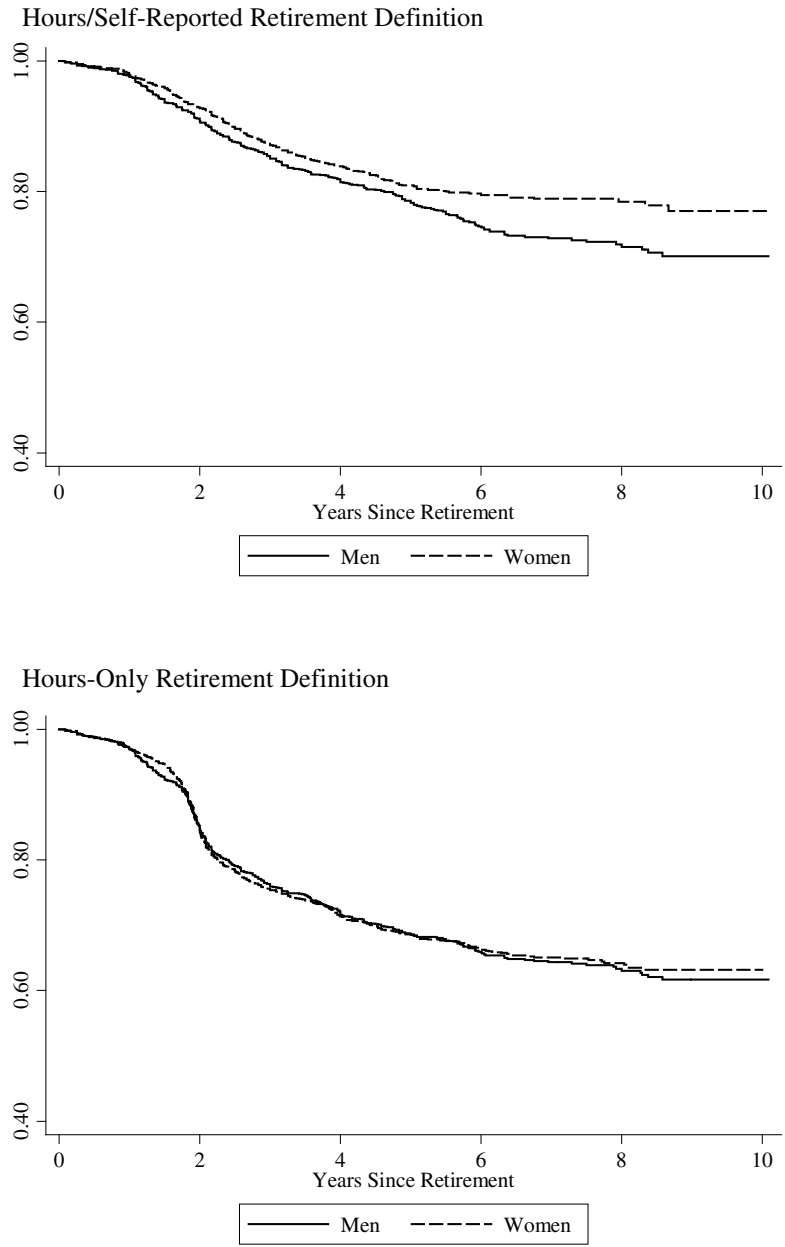 Hours/Self-Reported Retirement Definition
1.00
0.80
0.60
0.40
0 2 4 6 8 10
Years Since Retirement
Men Women
Hours-Only Retirement Definition
1.00
0.80
0.60
0.40
0 2 4 6 8 10
Years Since Retirement
Men Women